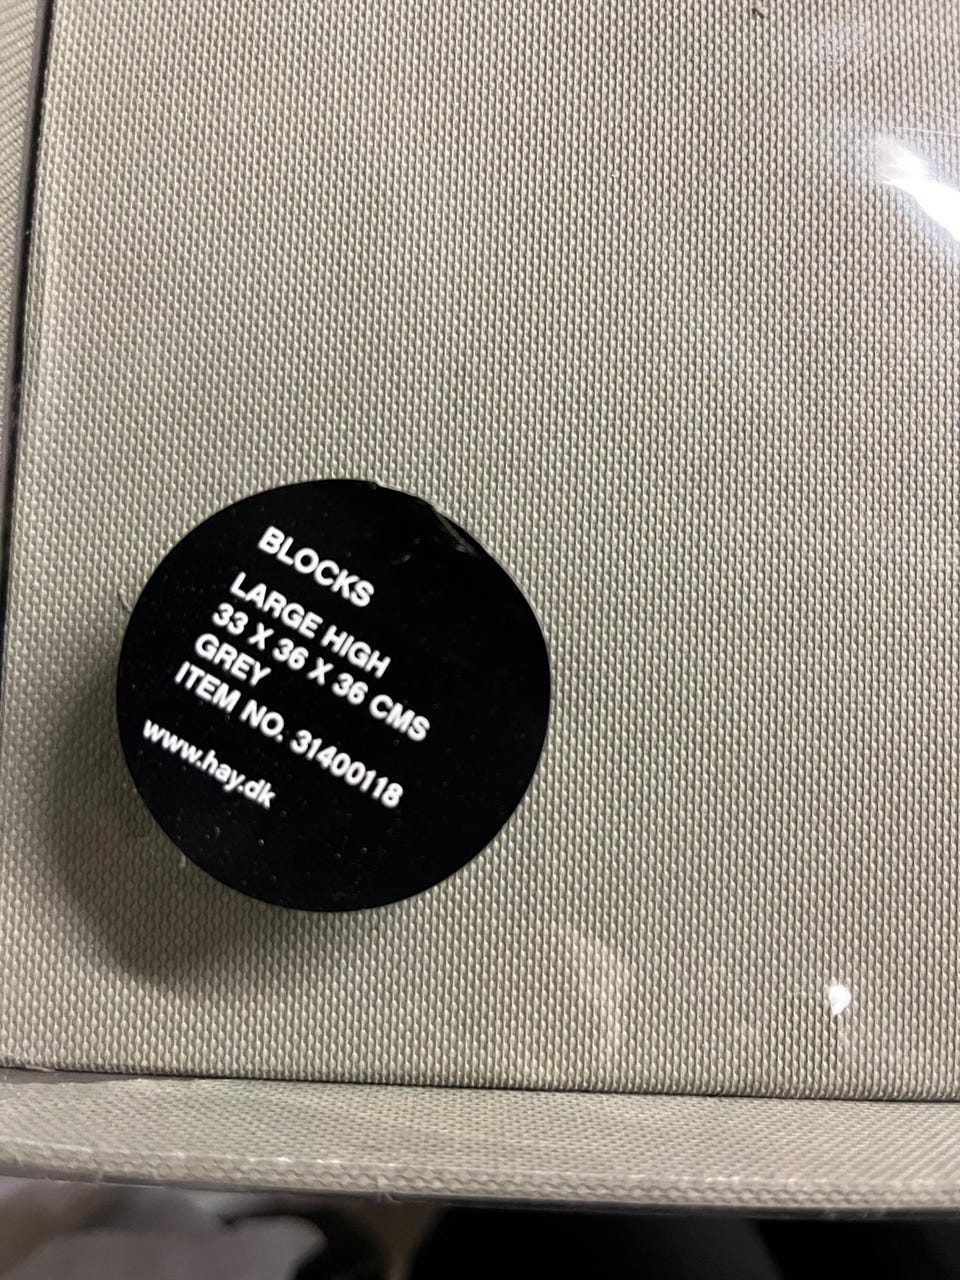 BLOCKS
LARGE HIGH
33 X 36 X 36 CMS
GREY
ITEM NO. 31400118
www.hay.dk